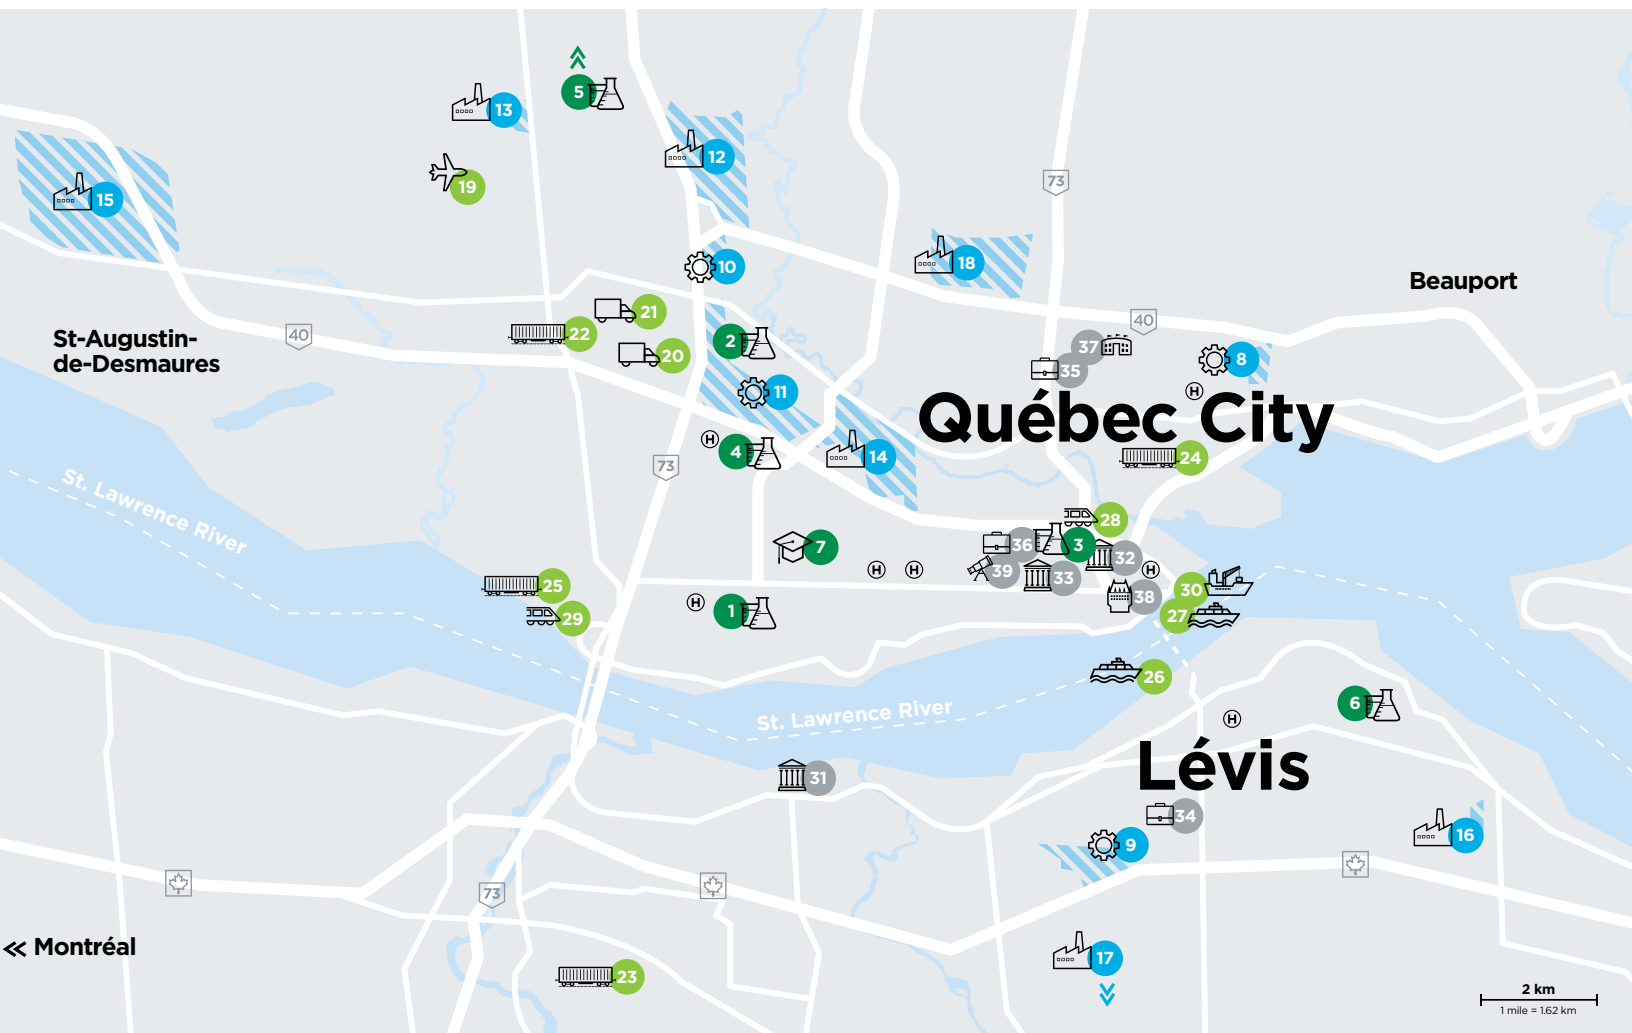 5
13
12
19
15
73
18
10
Beauport
21
40
22
St-Augustin-
de-Desmaures
40
2
20
37
8
35
11
H
Québec City
H
4
14
24
73
St. Lawrence River
28
7
36
3
32
39
33
H
H
H
25
38
30
29
H
1
27
26
6
St. Lawrence River
H
Lévis
31
34
16
9
73
Montréal
17
23
2 km
1 mile = 1.62 km